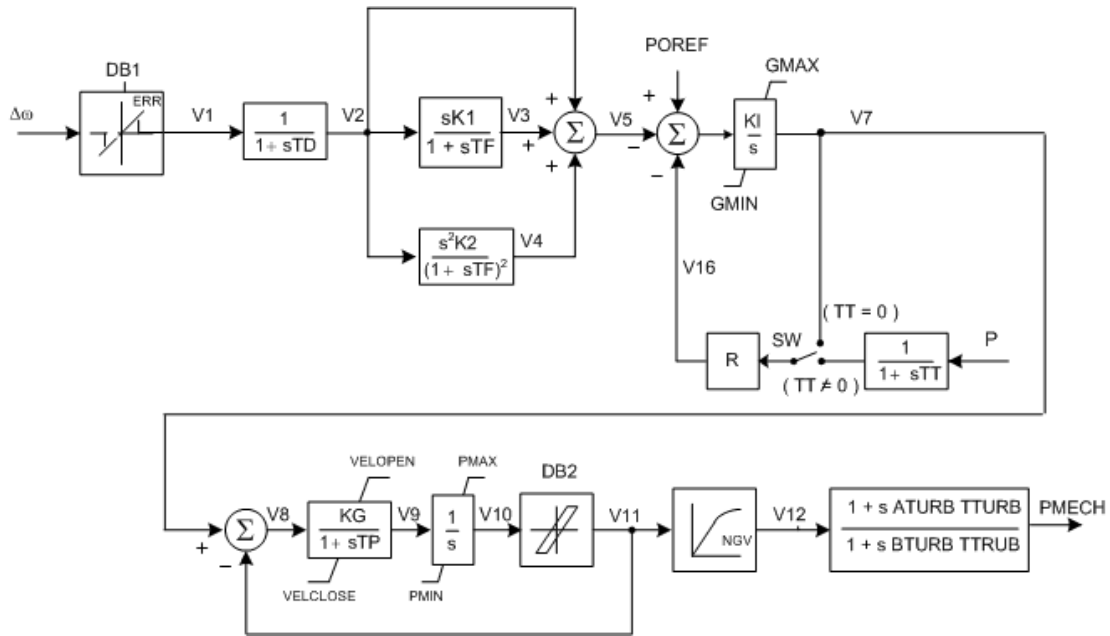 DB1
Δω
ERR
V1
1
1 + sTD
V2
sK1
1 + sTF
V3
s²K2
(1 + sTF)²
V4
+
+
+
Σ
V5
POREF
+
−
−
Σ
GMAX
KI
s
GMIN
V7
V16
( TT = 0 )
SW
R
( TT ≠ 0 )
1
1 + sTT
P
+
−
Σ
V8
VELOPEN
KG
1 + sTP
VELCLOSE
V9
PMAX
1
s
PMIN
V10
DB2
V11
NGV
V12
1 + s ATURB TTURB
1 + s BTURB TTRUB
PMECH